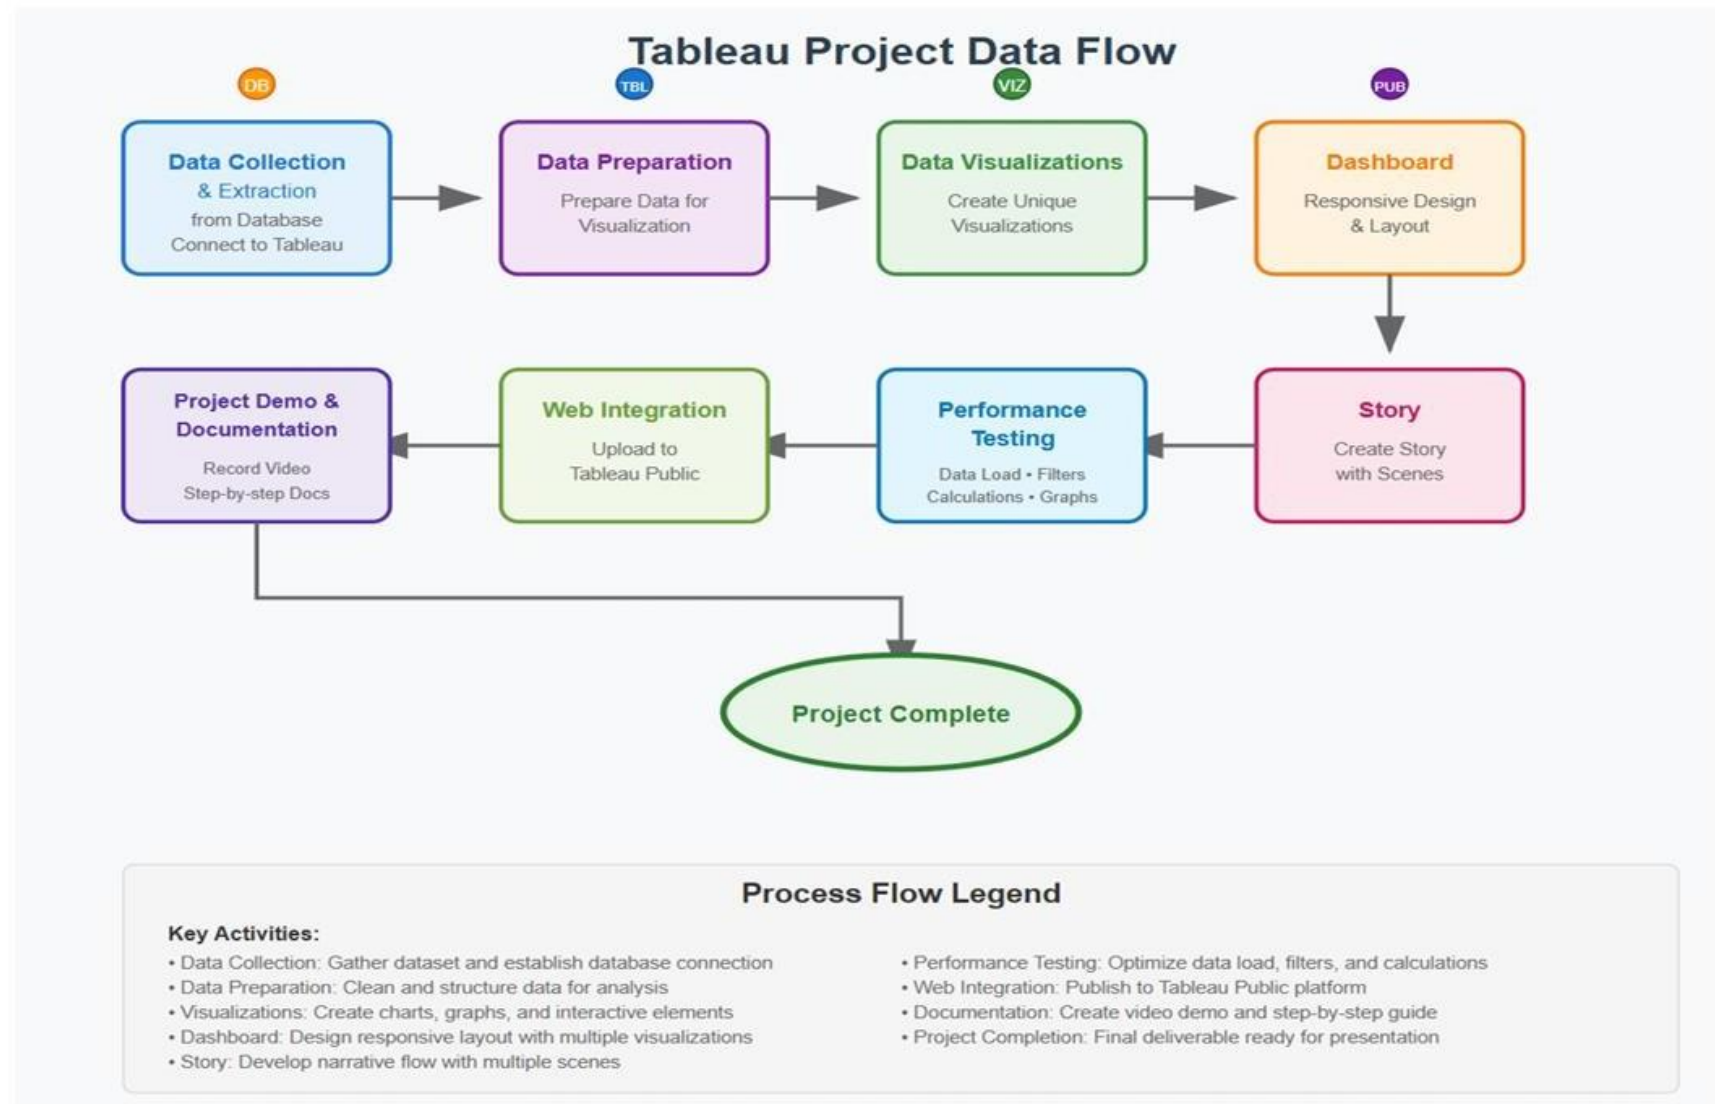 Tableau Project Data Flow
DB
TBL
VIZ
PUB
Data Collection
& Extraction
from Database
Connect to Tableau
Data Preparation
Prepare Data for
Visualization
Data Visualizations
Create Unique
Visualizations
Dashboard
Responsive Design
& Layout
Story
Create Story
with Scenes
Performance
Testing
Data Load • Filters
Calculations • Graphs
Web Integration
Upload to
Tableau Public
Project Demo &
Documentation
Record Video
Step-by-step Docs
Project Complete
Process Flow Legend
Key Activities:
• Data Collection: Gather dataset and establish database connection
• Data Preparation: Clean and structure data for analysis
• Visualizations: Create charts, graphs, and interactive elements
• Dashboard: Design responsive layout with multiple visualizations
• Story: Develop narrative flow with multiple scenes
• Performance Testing: Optimize data load, filters, and calculations
• Web Integration: Publish to Tableau Public platform
• Documentation: Create video demo and step-by-step guide
• Project Completion: Final deliverable ready for presentation